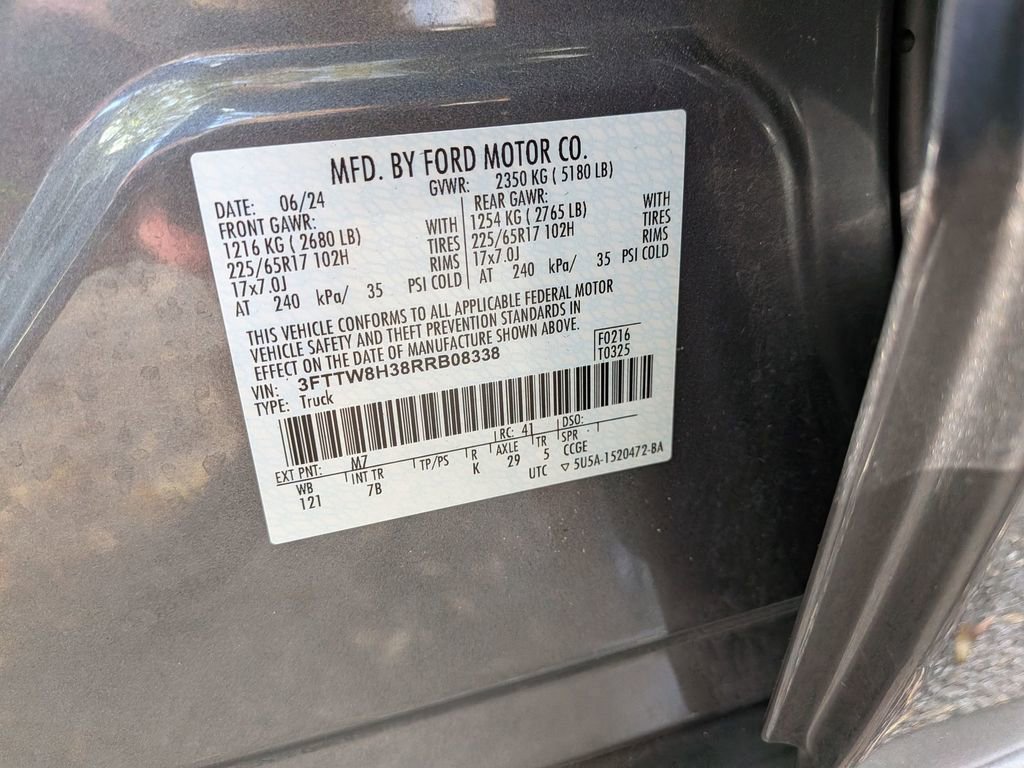 MFD. BY FORD MOTOR CO.
DATE: 06/24 GVWR: 2350 KG ( 5180 LB)
FRONT GAWR: REAR GAWR:
1216 KG ( 2680 LB) WITH 1254 KG ( 2765 LB) WITH
225/65R17 102H TIRES 225/65R17 102H TIRES
17x7.0J RIMS 17x7.0J RIMS
AT 240 kPa/ 35 PSI COLD AT 240 kPa/ 35 PSI COLD
THIS VEHICLE CONFORMS TO ALL APPLICABLE FEDERAL MOTOR
VEHICLE SAFETY AND THEFT PREVENTION STANDARDS IN
EFFECT ON THE DATE OF MANUFACTURE SHOWN ABOVE.
VIN: 3FTTW8H38RRB08338 F0216
TYPE: Truck T0325
EXT PNT: M7 RC: 41 DSO:
WB INT TR TP/PS R AXLE TR SPR
121 7B K 29 5 CCGE
UTC ▽ 5U5A-1520472-BA